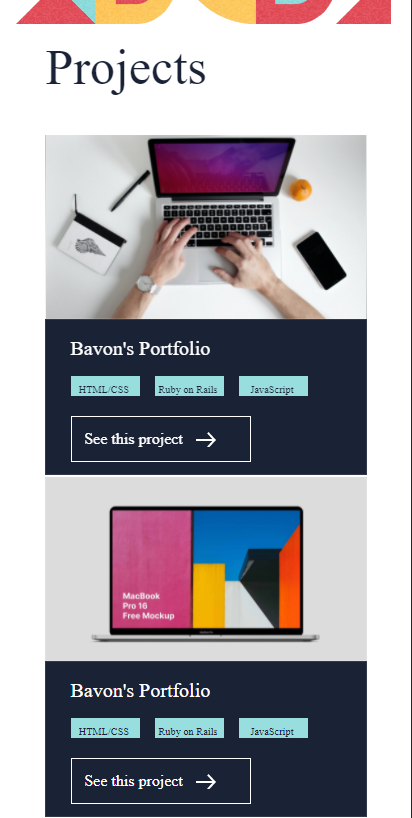 Projects
Bavon's Portfolio
HTML/CSS Ruby on Rails JavaScript
See this project →
MacBook
Pro 16
Free Mockup
Bavon's Portfolio
HTML/CSS Ruby on Rails JavaScript
See this project →